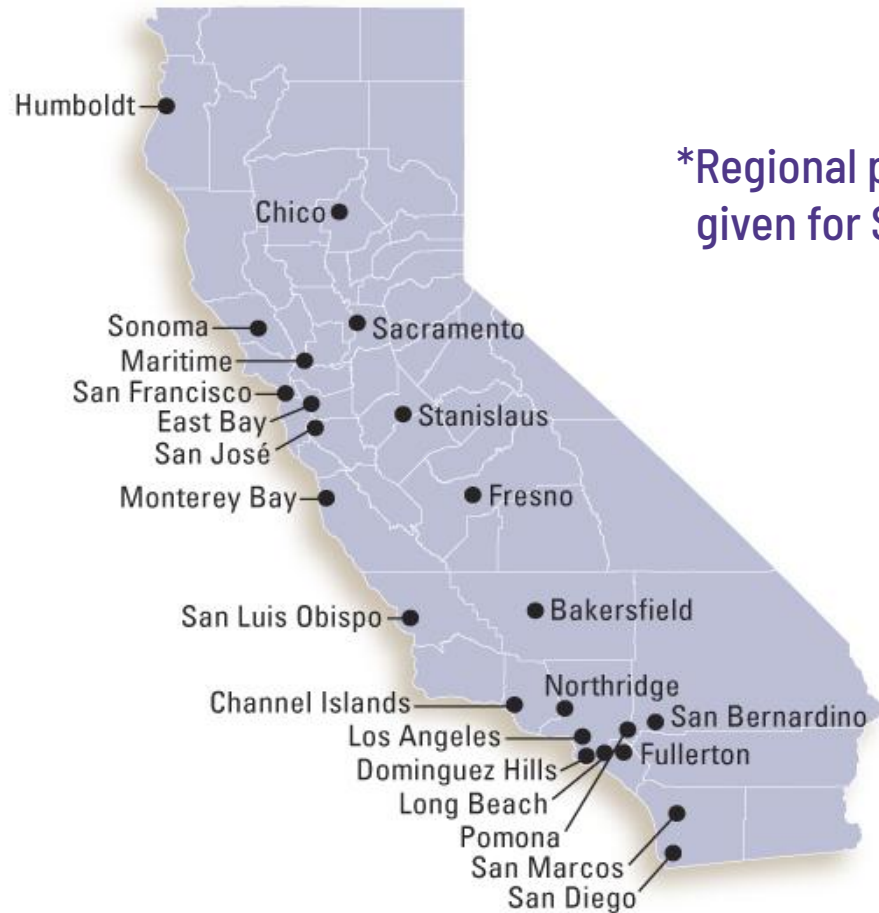 Humboldt
*Regional p
given for S
Chico
Sonoma
Sacramento
Maritime
San Francisco
East Bay
Stanislaus
San José
Monterey Bay
Fresno
San Luis Obispo
Bakersfield
Channel Islands
Northridge
San Bernardino
Los Angeles
Fullerton
Dominguez Hills
Long Beach
Pomona
San Marcos
San Diego